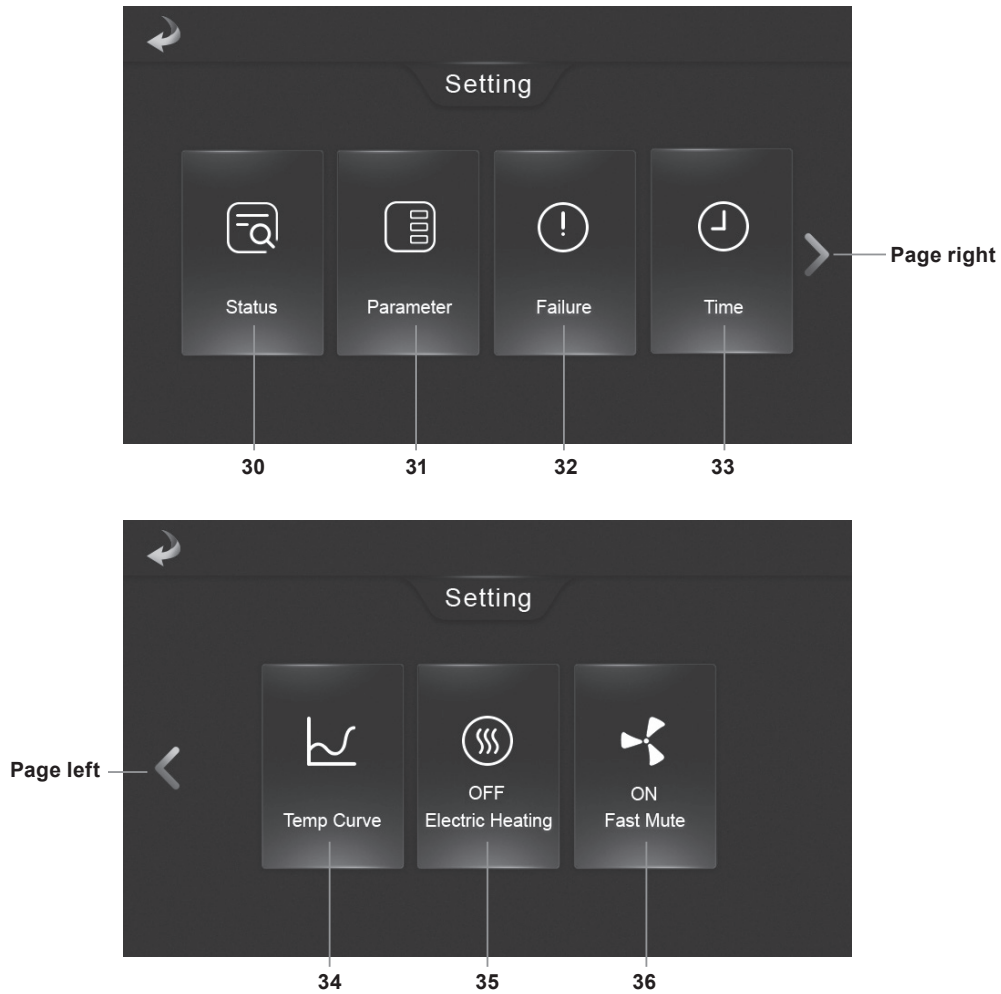 Setting
Status
Parameter
Failure
Time
Page right
30
31
32
33
Setting
Page left
OFF
ON
Temp Curve
Electric Heating
Fast Mute
34
35
36